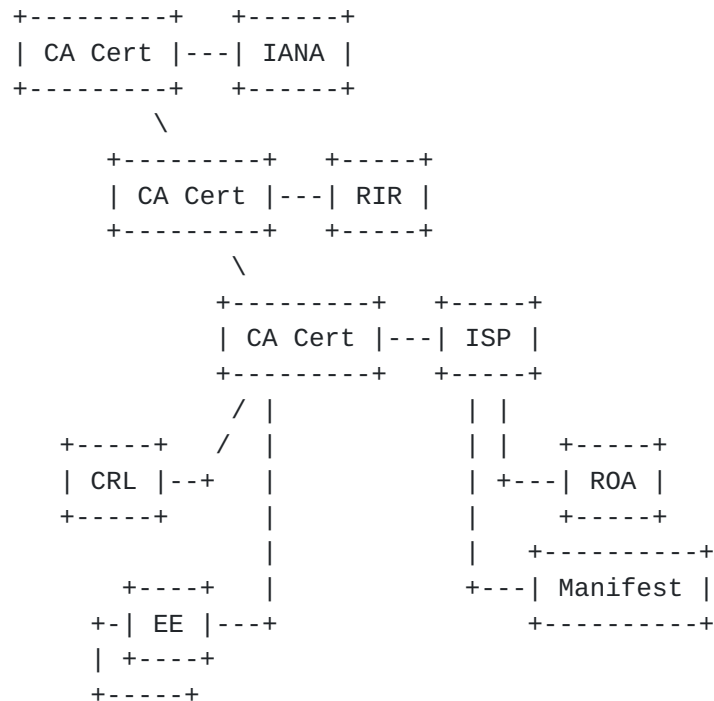 CA Cert IANA
CA Cert RIR
CA Cert ISP
CRL ROA
Manifest
EE